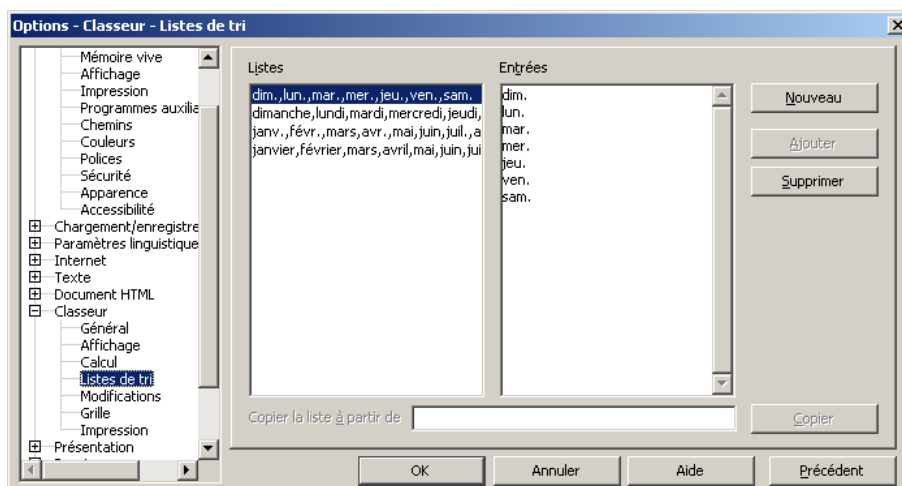 Options - Classeur - Listes de tri
Mémoire vive
Affichage
Impression
Programmes auxilia
Chemins
Couleurs
Polices
Sécurité
Apparence
Accessibilité
Chargement/enregistre
Paramètres linguistique
Internet
Texte
Document HTML
Classeur
Général
Affichage
Calcul
Listes de tri
Modifications
Grille
Impression
Présentation
Listes
dim.,lun.,mar.,mer.,jeu.,ven.,sam.
dimanche,lundi,mardi,mercredi,jeudi,
janv.,févr.,mars,avr.,mai,juin,juil.,a
janvier,février,mars,avril,mai,juin,jui
Entrées
dim.
lun.
mar.
mer.
jeu.
ven.
sam.
Nouveau
Ajouter
Supprimer
Copier la liste à partir de
Copier
OK
Annuler
Aide
Précédent